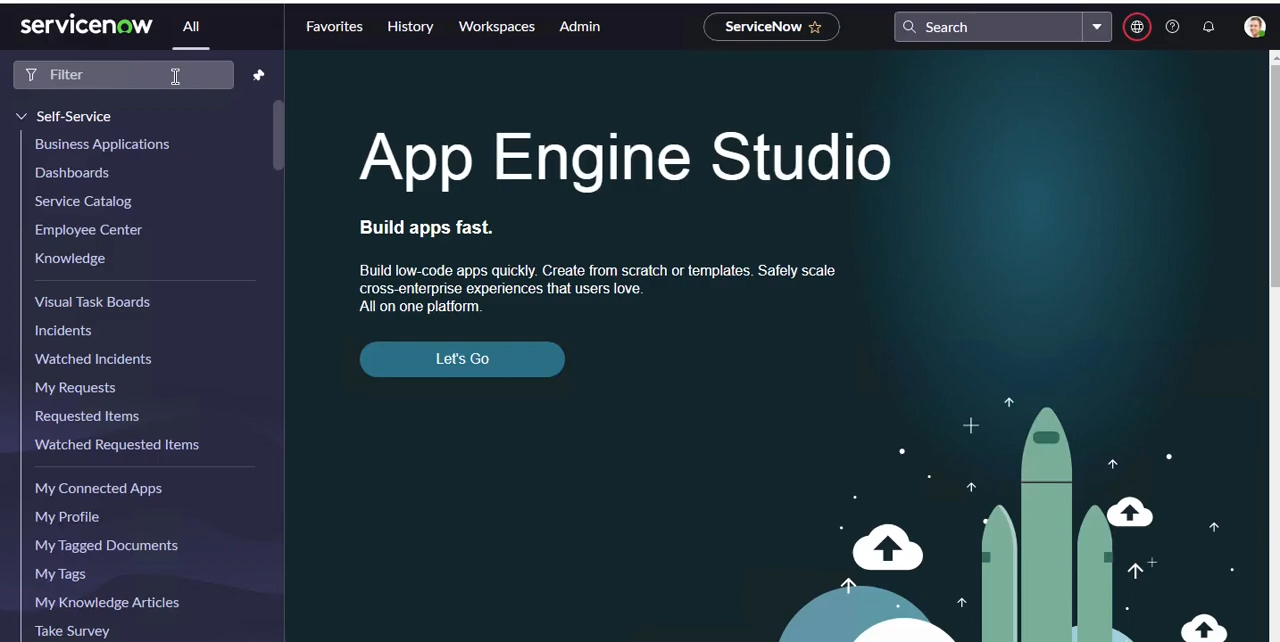 servicenow
All
Favorites
History
Workspaces
Admin
ServiceNow
Search
Filter
Self-Service
Business Applications
Dashboards
Service Catalog
Employee Center
Knowledge
Visual Task Boards
Incidents
Watched Incidents
My Requests
Requested Items
Watched Requested Items
My Connected Apps
My Profile
My Tagged Documents
My Tags
My Knowledge Articles
Take Survey
App Engine Studio
Build apps fast.
Build low-code apps quickly. Create from scratch or templates. Safely scale
cross-enterprise experiences that users love.
All on one platform.
Let's Go